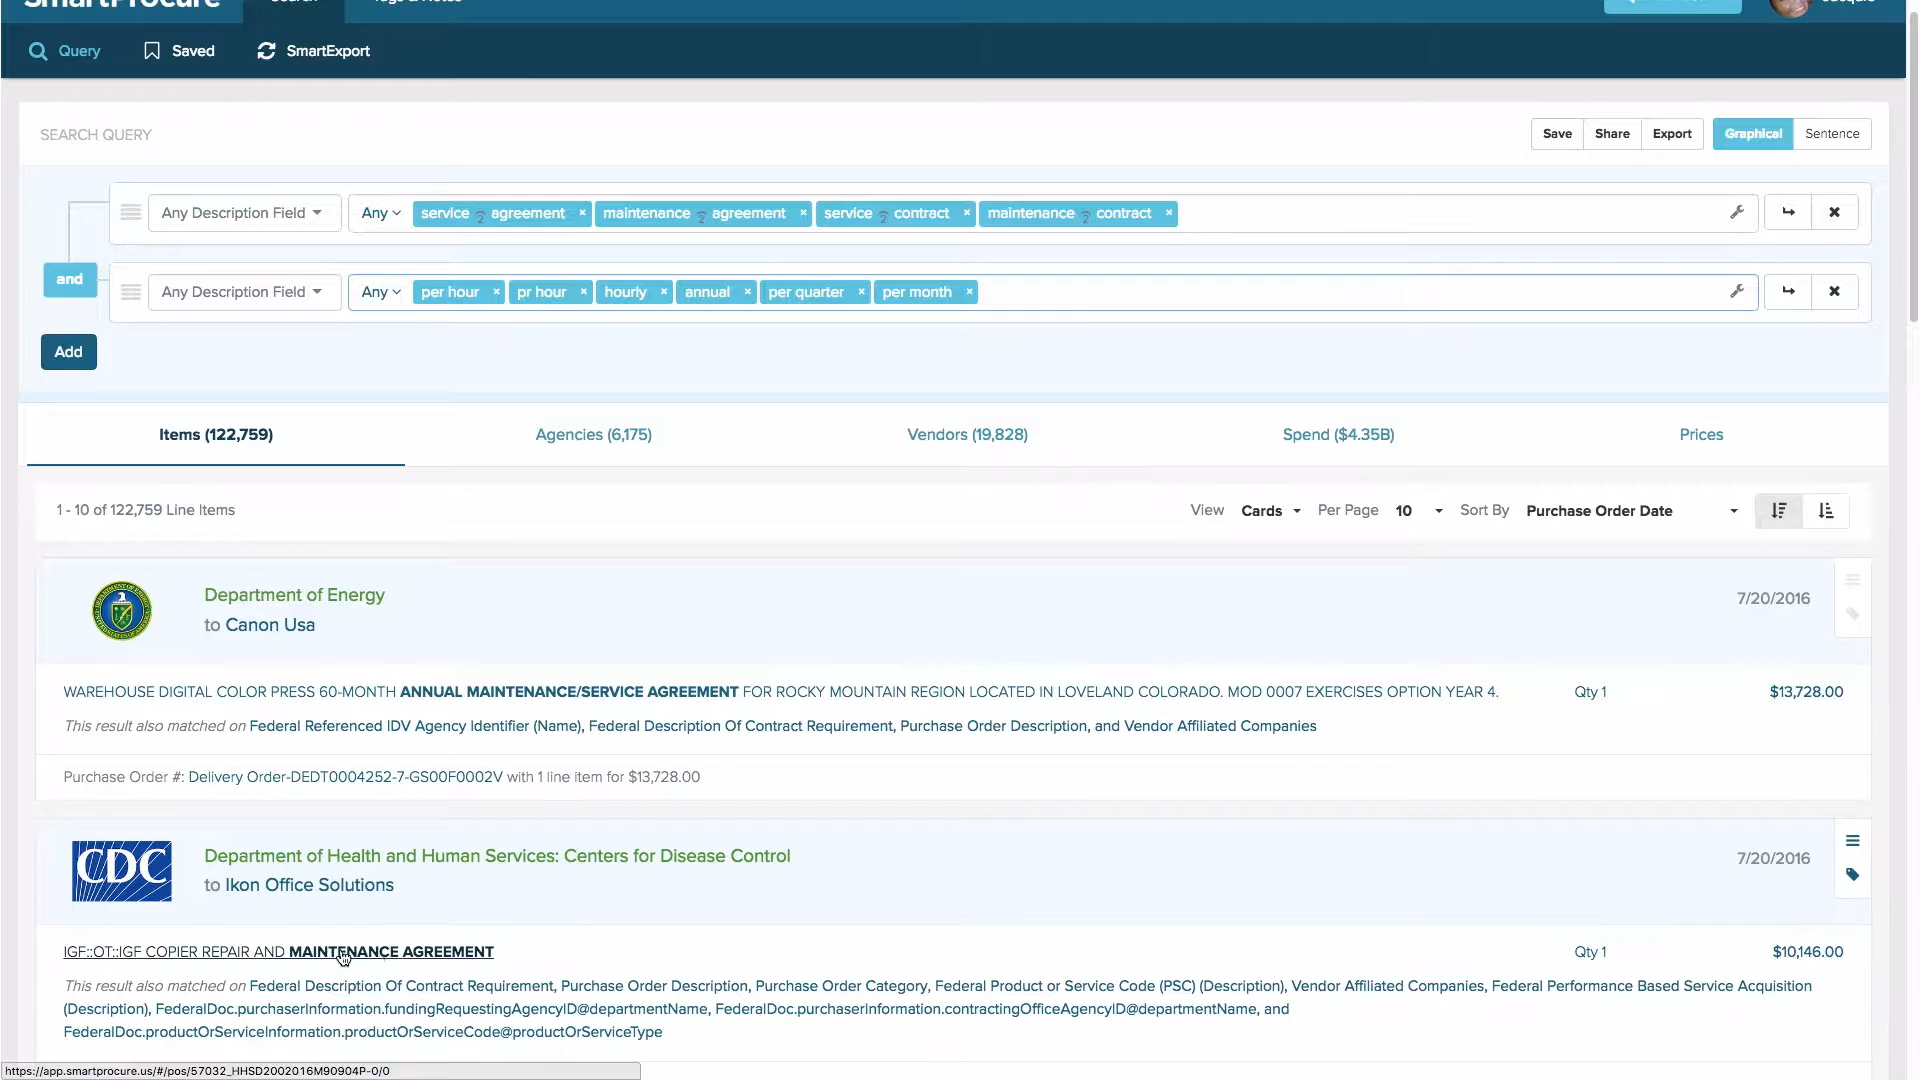 SmartProcure
Query
Saved
SmartExport
SEARCH QUERY
Save
Share
Export
Graphical
Sentence
Any Description Field
Any
service 2 agreement ×
maintenance 2 agreement ×
service 2 contract ×
maintenance 2 contract ×
and
Any Description Field
Any
per hour ×
pr hour ×
hourly ×
annual ×
per quarter ×
per month ×
Add
Items (122,759)
Agencies (6,175)
Vendors (19,828)
Spend ($4.35B)
Prices
1 - 10 of 122,759 Line Items
View Cards
Per Page 10
Sort By Purchase Order Date
Department of Energy
7/20/2016
to Canon Usa
WAREHOUSE DIGITAL COLOR PRESS 60-MONTH ANNUAL MAINTENANCE/SERVICE AGREEMENT FOR ROCKY MOUNTAIN REGION LOCATED IN LOVELAND COLORADO. MOD 0007 EXERCISES OPTION YEAR 4.
Qty 1
$13,728.00
This result also matched on Federal Referenced IDV Agency Identifier (Name), Federal Description Of Contract Requirement, Purchase Order Description, and Vendor Affiliated Companies
Purchase Order #: Delivery Order-DEDT0004252-7-GS00F0002V with 1 line item for $13,728.00
CDC
Department of Health and Human Services: Centers for Disease Control
7/20/2016
to Ikon Office Solutions
IGF::OT::IGF COPIER REPAIR AND MAINTENANCE AGREEMENT
Qty 1
$10,146.00
This result also matched on Federal Description Of Contract Requirement, Purchase Order Description, Purchase Order Category, Federal Product or Service Code (PSC) (Description), Vendor Affiliated Companies, Federal Performance Based Service Acquisition
(Description), FederalDoc.purchaserInformation.fundingRequestingAgencyID@departmentName, FederalDoc.purchaserInformation.contractingOfficeAgencyID@departmentName, and
FederalDoc.productOrServiceInformation.productOrServiceCode@productOrServiceType
https://app.smartprocure.us/#/pos/57032_HHSD2002016M90904P-0/0